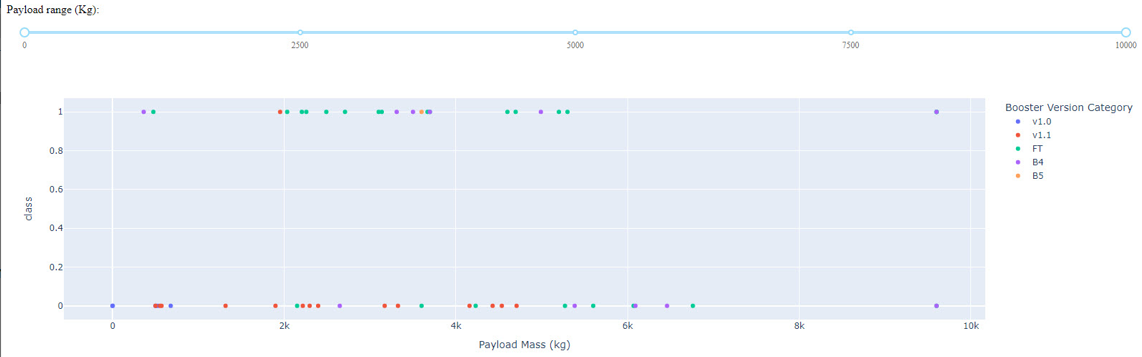 Payload range (Kg):
0 2500 5000 7500 10000
Booster Version Category
v1.0
v1.1
FT
B4
B5
class
1
0.8
0.6
0.4
0.2
0
0 2k 4k 6k 8k 10k
Payload Mass (kg)